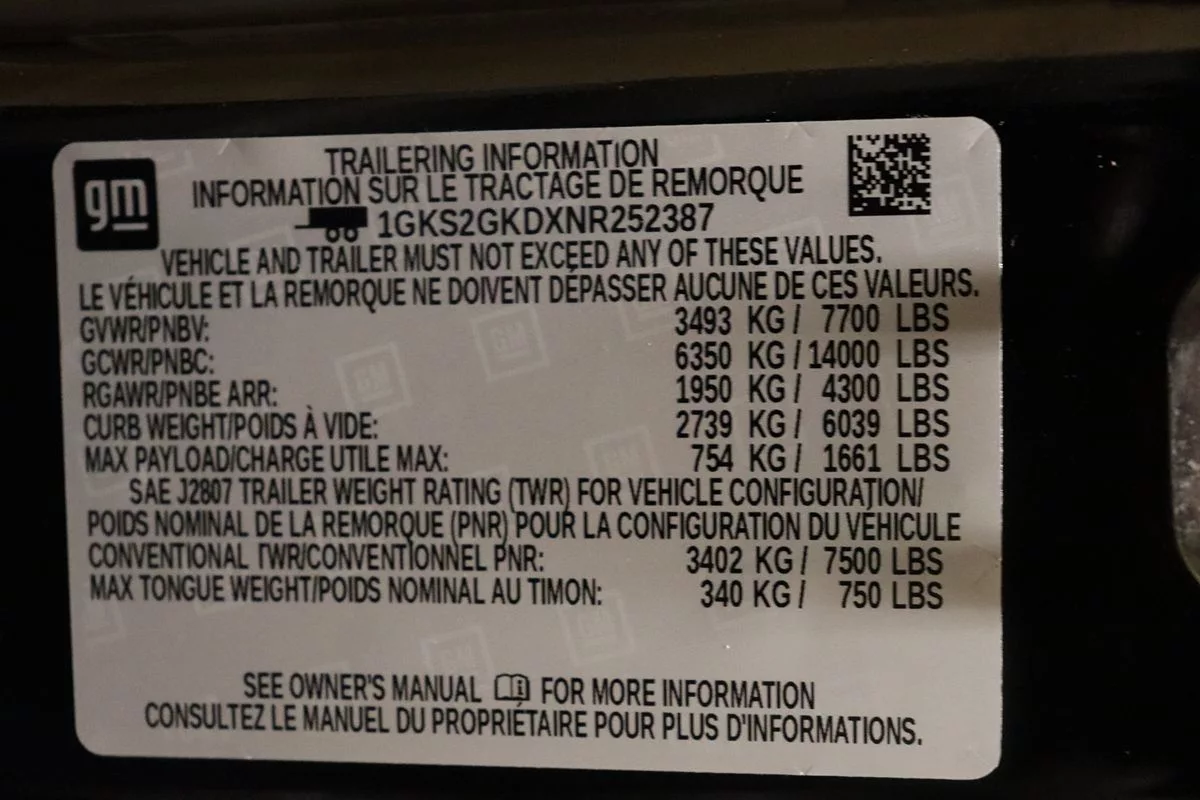 gm
TRAILERING INFORMATION
INFORMATION SUR LE TRACTAGE DE REMORQUE
1GKS2GKDXNR252387
VEHICLE AND TRAILER MUST NOT EXCEED ANY OF THESE VALUES.
LE VÉHICULE ET LA REMORQUE NE DOIVENT DÉPASSER AUCUNE DE CES VALEURS.
GVWR/PNBV: 3493 KG / 7700 LBS
GCWR/PNBC: 6350 KG / 14000 LBS
RGAWR/PNBE ARR: 1950 KG / 4300 LBS
CURB WEIGHT/POIDS À VIDE: 2739 KG / 6039 LBS
MAX PAYLOAD/CHARGE UTILE MAX: 754 KG / 1661 LBS
SAE J2807 TRAILER WEIGHT RATING (TWR) FOR VEHICLE CONFIGURATION/
POIDS NOMINAL DE LA REMORQUE (PNR) POUR LA CONFIGURATION DU VÉHICULE
CONVENTIONAL TWR/CONVENTIONNEL PNR: 3402 KG / 7500 LBS
MAX TONGUE WEIGHT/POIDS NOMINAL AU TIMON: 340 KG / 750 LBS
SEE OWNER'S MANUAL FOR MORE INFORMATION
CONSULTEZ LE MANUEL DU PROPRIÉTAIRE POUR PLUS D'INFORMATIONS.